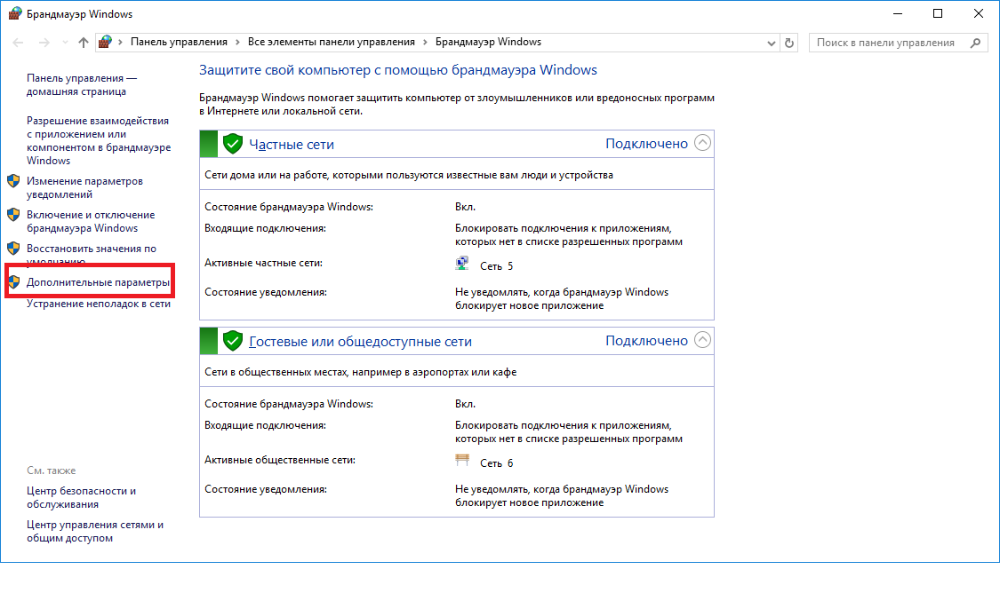 Брандмауэр Windows
Панель управления › Все элементы панели управления › Брандмауэр Windows
Поиск в панели управления
Панель управления —
домашняя страница
Разрешение взаимодействия
с приложением или
компонентом в брандмауэре
Windows
Изменение параметров
уведомлений
Включение и отключение
брандмауэра Windows
Восстановить значения по
умолчанию
Дополнительные параметры
Устранение неполадок в сети
См. также
Центр безопасности и
обслуживания
Центр управления сетями и
общим доступом
Защитите свой компьютер с помощью брандмауэра Windows
Брандмауэр Windows помогает защитить компьютер от злоумышленников или вредоносных программ
в Интернете или локальной сети.
Частные сети Подключено
Сети дома или на работе, которыми пользуются известные вам люди и устройства
Состояние брандмауэра Windows: Вкл.
Входящие подключения: Блокировать подключения к приложениям,
которых нет в списке разрешенных программ
Активные частные сети: Сеть 5
Состояние уведомления: Не уведомлять, когда брандмауэр Windows
блокирует новое приложение
Гостевые или общедоступные сети Подключено
Сети в общественных местах, например в аэропортах или кафе
Состояние брандмауэра Windows: Вкл.
Входящие подключения: Блокировать подключения к приложениям,
которых нет в списке разрешенных программ
Активные общественные сети: Сеть 6
Состояние уведомления: Не уведомлять, когда брандмауэр Windows
блокирует новое приложение